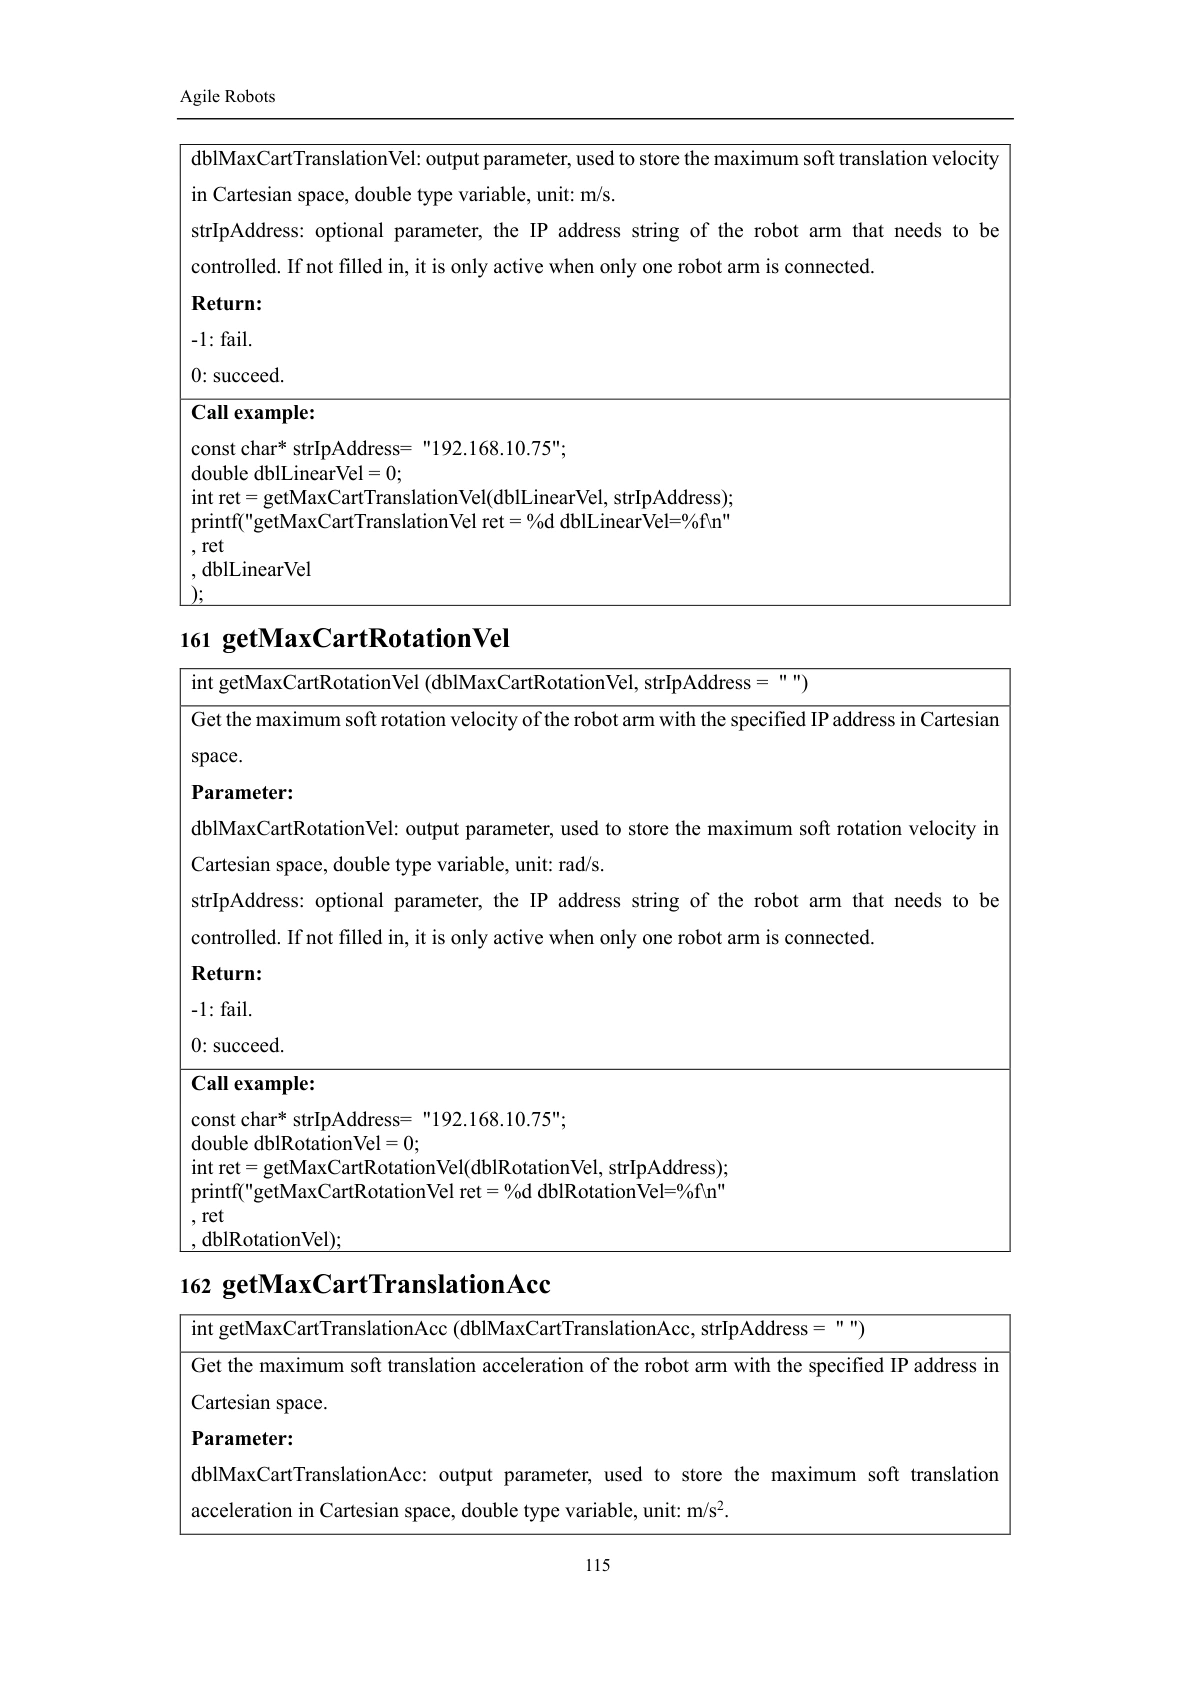 Agile Robots
dblMaxCartTranslationVel: output parameter, used to store the maximum soft translation velocity
in Cartesian space, double type variable, unit: m/s.
strIpAddress: optional parameter, the IP address string of the robot arm that needs to be
controlled. If not filled in, it is only active when only one robot arm is connected.
Return:
-1: fail.
0: succeed.
Call example:
const char* strIpAddress=  "192.168.10.75";
double dblLinearVel = 0;
int ret = getMaxCartTranslationVel(dblLinearVel, strIpAddress);
printf("getMaxCartTranslationVel ret = %d dblLinearVel=%f\n"
, ret
, dblLinearVel
);
161 getMaxCartRotationVel
int getMaxCartRotationVel (dblMaxCartRotationVel, strIpAddress =  " ")
Get the maximum soft rotation velocity of the robot arm with the specified IP address in Cartesian
space.
Parameter:
dblMaxCartRotationVel: output parameter, used to store the maximum soft rotation velocity in
Cartesian space, double type variable, unit: rad/s.
strIpAddress: optional parameter, the IP address string of the robot arm that needs to be
controlled. If not filled in, it is only active when only one robot arm is connected.
Return:
-1: fail.
0: succeed.
Call example:
const char* strIpAddress=  "192.168.10.75";
double dblRotationVel = 0;
int ret = getMaxCartRotationVel(dblRotationVel, strIpAddress);
printf("getMaxCartRotationVel ret = %d dblRotationVel=%f\n"
, ret
, dblRotationVel);
162 getMaxCartTranslationAcc
int getMaxCartTranslationAcc (dblMaxCartTranslationAcc, strIpAddress =  " ")
Get the maximum soft translation acceleration of the robot arm with the specified IP address in
Cartesian space.
Parameter:
dblMaxCartTranslationAcc: output parameter, used to store the maximum soft translation
acceleration in Cartesian space, double type variable, unit: m/s².
115